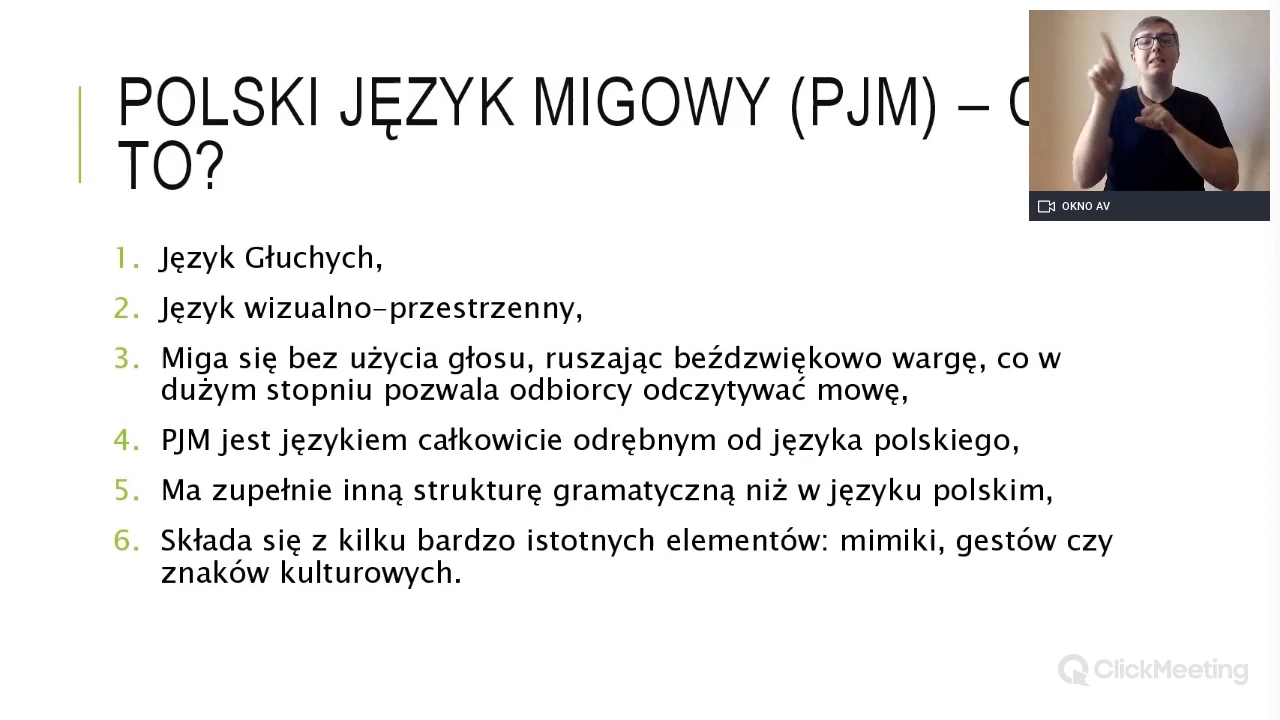 POLSKI JĘZYK MIGOWY (PJM) –
TO?
OKNO AV
1. Język Głuchych,
2. Język wizualno-przestrzenny,
3. Miga się bez użycia głosu, ruszając beźdzwiękowo wargę, co w
dużym stopniu pozwala odbiorcy odczytywać mowę,
4. PJM jest językiem całkowicie odrębnym od języka polskiego,
5. Ma zupełnie inną strukturę gramatyczną niż w języku polskim,
6. Składa się z kilku bardzo istotnych elementów: mimiki, gestów czy
znaków kulturowych.
ClickMeeting